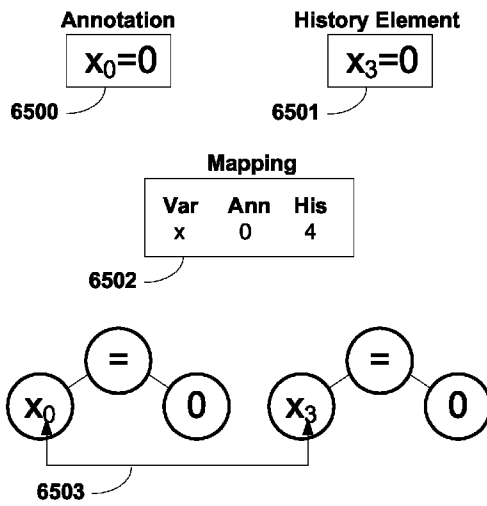 Annotation
History Element
x₀=0
x₃=0
6500
6501
Mapping
Var Ann His
x 0 4
6502
=
=
x₀
0
x₃
0
6503